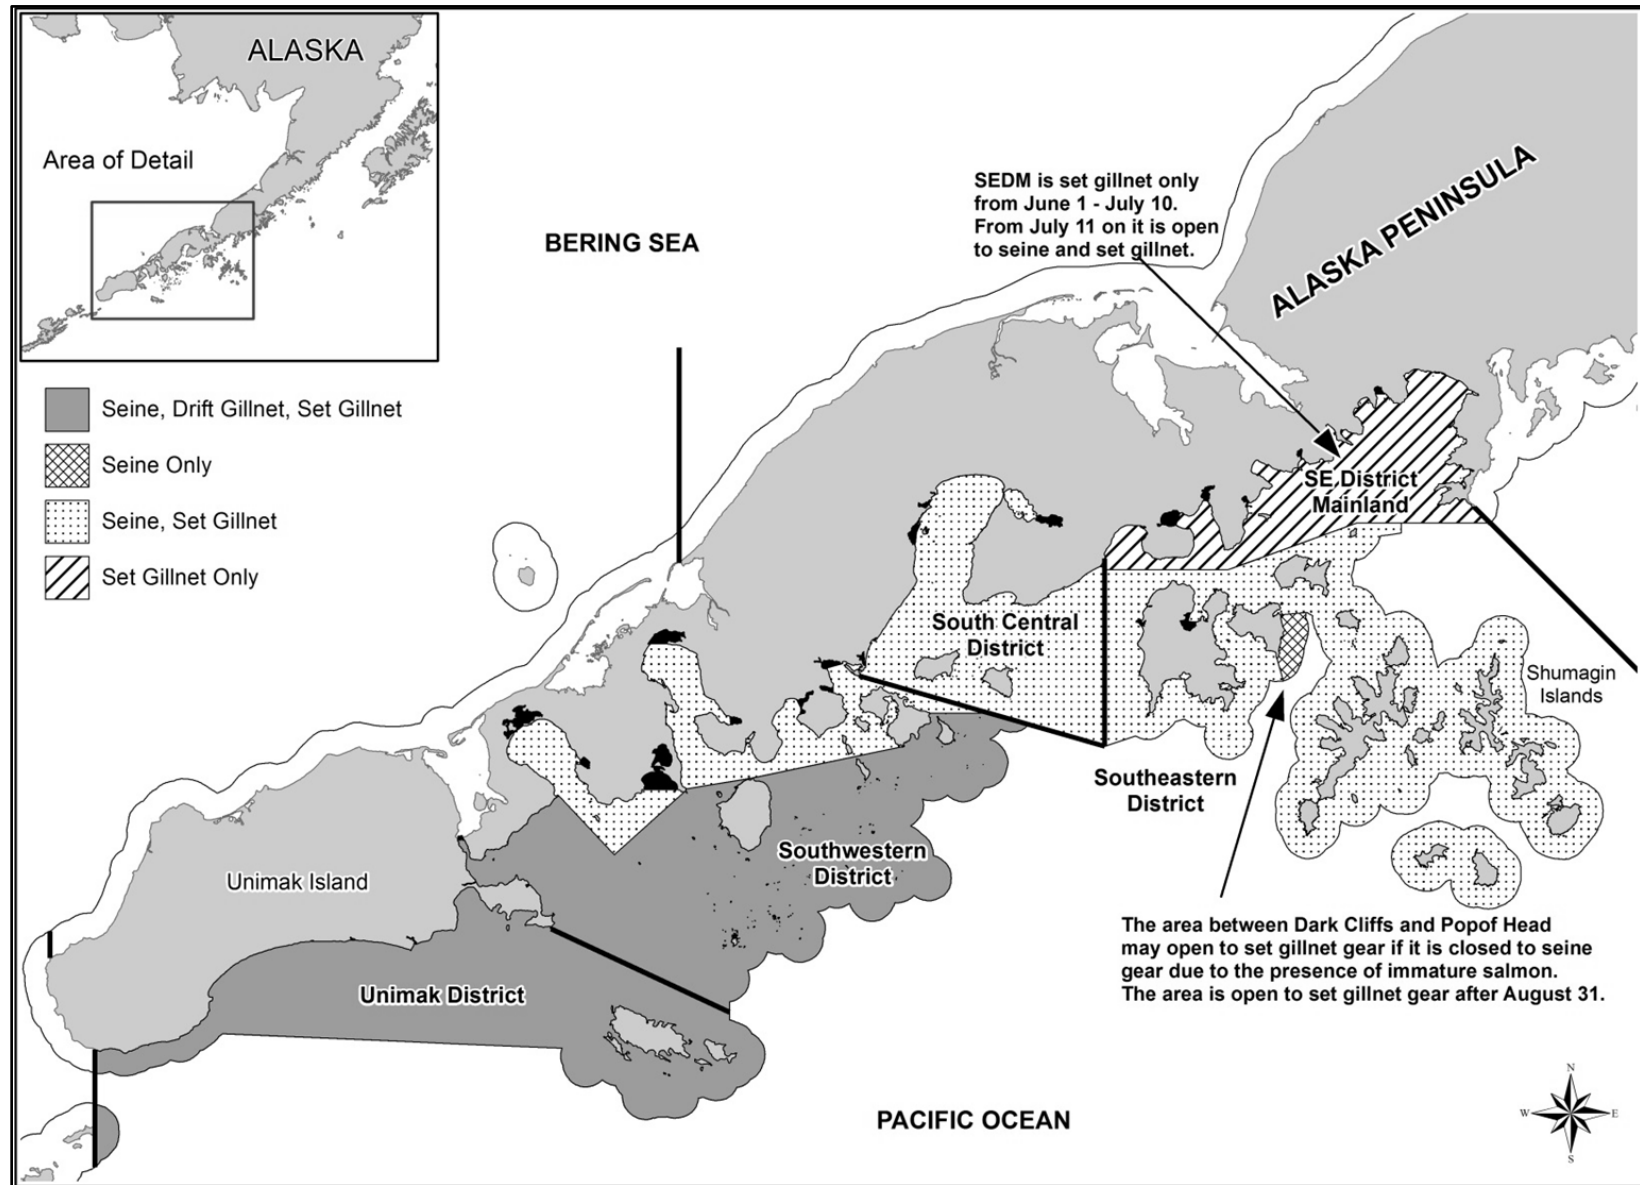 ALASKA
Area of Detail
BERING SEA
SEDM is set gillnet only
from June 1 - July 10.
From July 11 on it is open
to seine and set gillnet.
ALASKA PENINSULA
Seine, Drift Gillnet, Set Gillnet
Seine Only
Seine, Set Gillnet
Set Gillnet Only
SE District
Mainland
South Central
District
Shumagin
Islands
Southeastern
District
Southwestern
District
Unimak Island
Unimak District
The area between Dark Cliffs and Popof Head
may open to set gillnet gear if it is closed to seine
gear due to the presence of immature salmon.
The area is open to set gillnet gear after August 31.
PACIFIC OCEAN
N
W
E
S